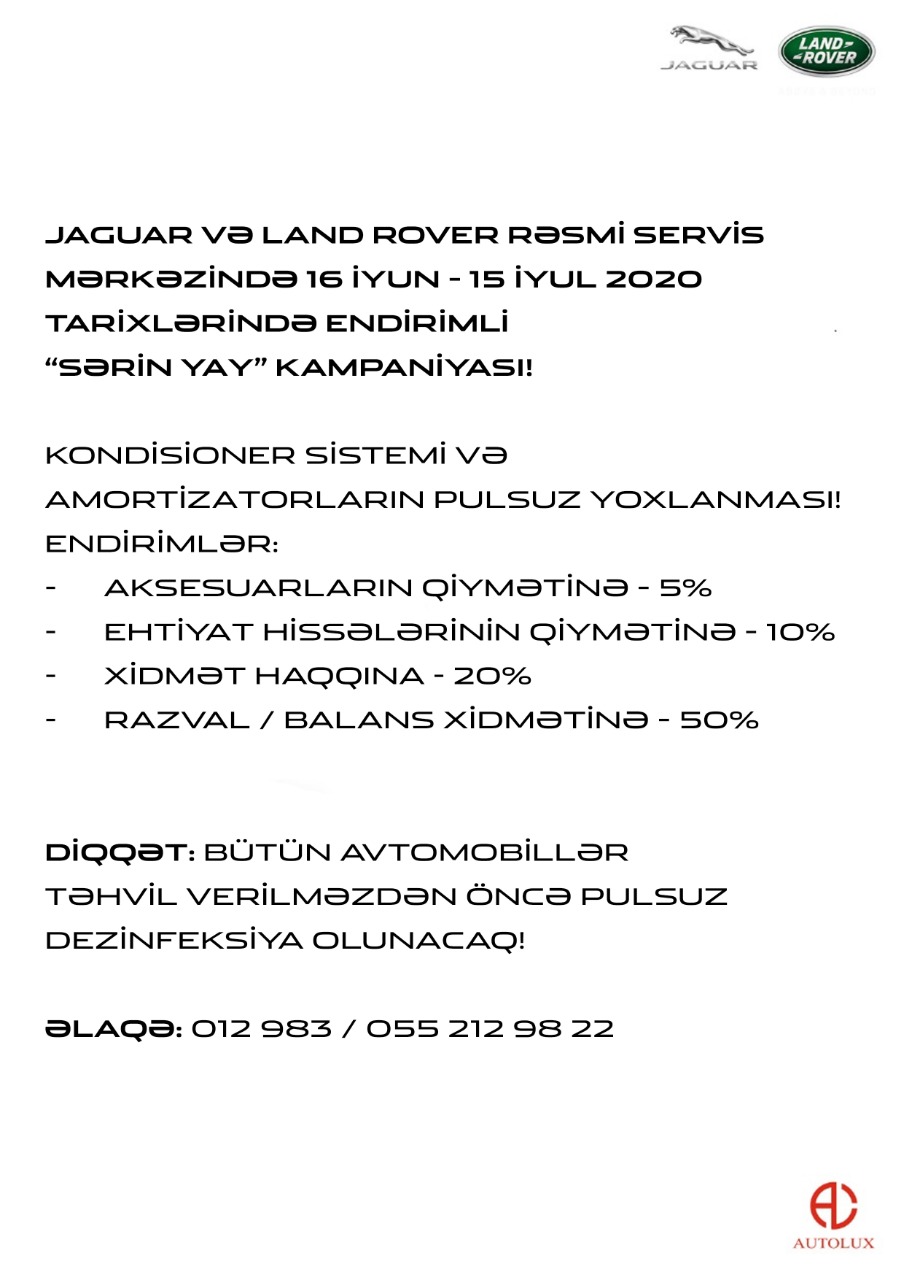 JAGUAR
LAND-
-ROVER
JAGUAR VƏ LAND ROVER RƏSMİ SERVİS
MƏRKƏZİNDƏ 16 İYUN - 15 İYUL 2020
TARİXLƏRİNDƏ ENDİRİMLİ
“SƏRİN YAY” KAMPANİYASI!
KONDİSİONER SİSTEMİ VƏ
AMORTİZATORLARIN PULSUZ YOXLANMASI!
ENDİRİMLƏR:
- AKSESUARLARIN QİYMƏTİNƏ - 5%
- EHTİYAT HİSSƏLƏRİNİN QİYMƏTİNƏ - 10%
- XİDMƏT HAQQINA - 20%
- RAZVAL / BALANS XİDMƏTİNƏ - 50%
DİQQƏT: BÜTÜN AVTOMOBİLLƏR
TƏHVİL VERİLMƏZDƏN ÖNCƏ PULSUZ
DEZİNFEKSİYA OLUNACAQ!
ƏLAQƏ: 012 983 / 055 212 98 22
AUTOLUX